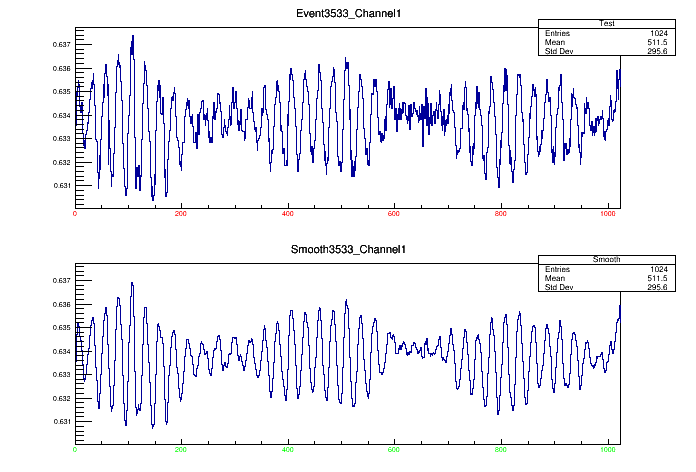 Event3533_Channel1
Test
Entries 1024
Mean 511.5
Std Dev 295.6
0.637
0.636
0.635
0.634
0.633
0.632
0.631
0 200 400 600 800 1000
Smooth3533_Channel1
Smooth
Entries 1024
Mean 511.5
Std Dev 295.6
0.637
0.636
0.635
0.634
0.633
0.632
0.631
0 200 400 600 800 1000